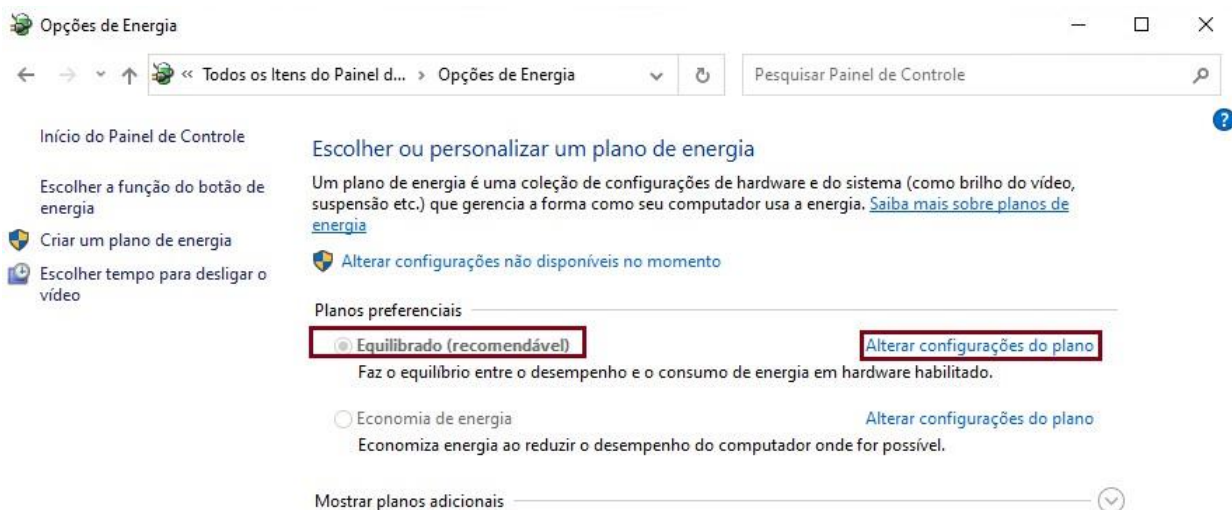 Opções de Energia
« Todos os Itens do Painel d... › Opções de Energia
Pesquisar Painel de Controle
?
Início do Painel de Controle
Escolher a função do botão de
energia
Criar um plano de energia
Escolher tempo para desligar o
vídeo
Escolher ou personalizar um plano de energia
Um plano de energia é uma coleção de configurações de hardware e do sistema (como brilho do vídeo,
suspensão etc.) que gerencia a forma como seu computador usa a energia. Saiba mais sobre planos de
energia
Alterar configurações não disponíveis no momento
Planos preferenciais
Equilibrado (recomendável) Alterar configurações do plano
Faz o equilíbrio entre o desempenho e o consumo de energia em hardware habilitado.
Economia de energia Alterar configurações do plano
Economiza energia ao reduzir o desempenho do computador onde for possível.
Mostrar planos adicionais